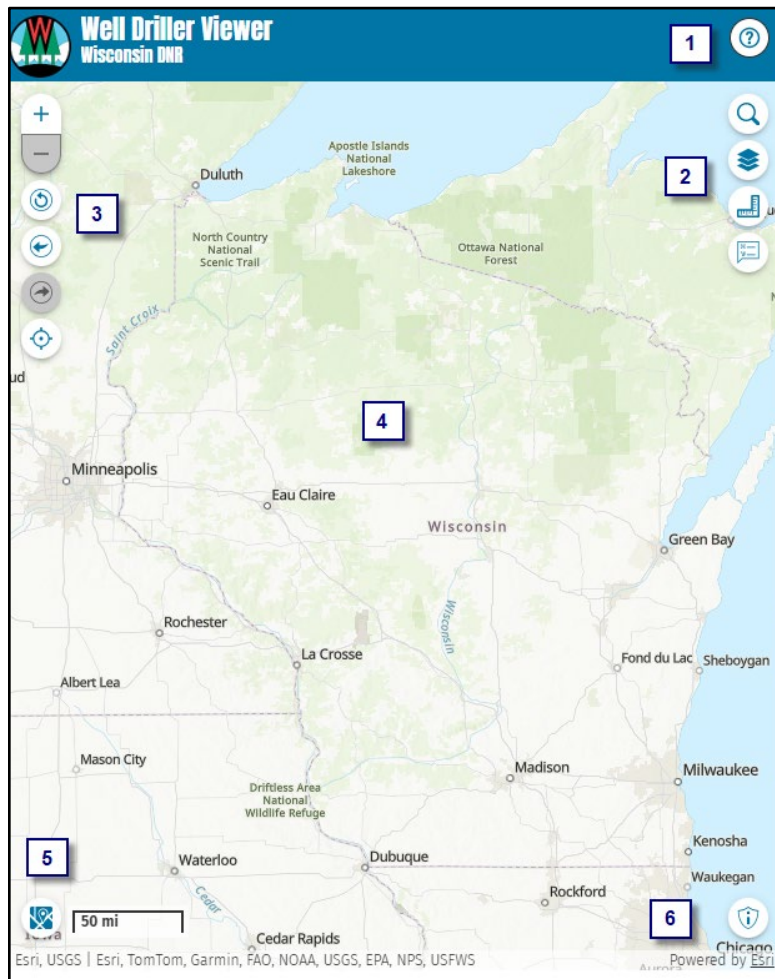 Well Driller Viewer
Wisconsin DNR
1
Apostle Islands
National
Lakeshore
Duluth
2
3
North Country
National
Scenic Trail
Ottawa National
Forest
Saint Croix
ud
4
Minneapolis
Eau Claire
Wisconsin
Green Bay
Wisconsin
Rochester
La Crosse
Fond du Lac
Sheboygan
Albert Lea
Mason City
Madison
Milwaukee
Driftless Area
National
Wildlife Refuge
5
Kenosha
Waterloo
Dubuque
Waukegan
Cedar
Rockford
6
50 mi
Iowa
Cedar Rapids
Chicago
Aurora
Esri, USGS | Esri, TomTom, Garmin, FAO, NOAA, USGS, EPA, NPS, USFWS
Powered by Esri